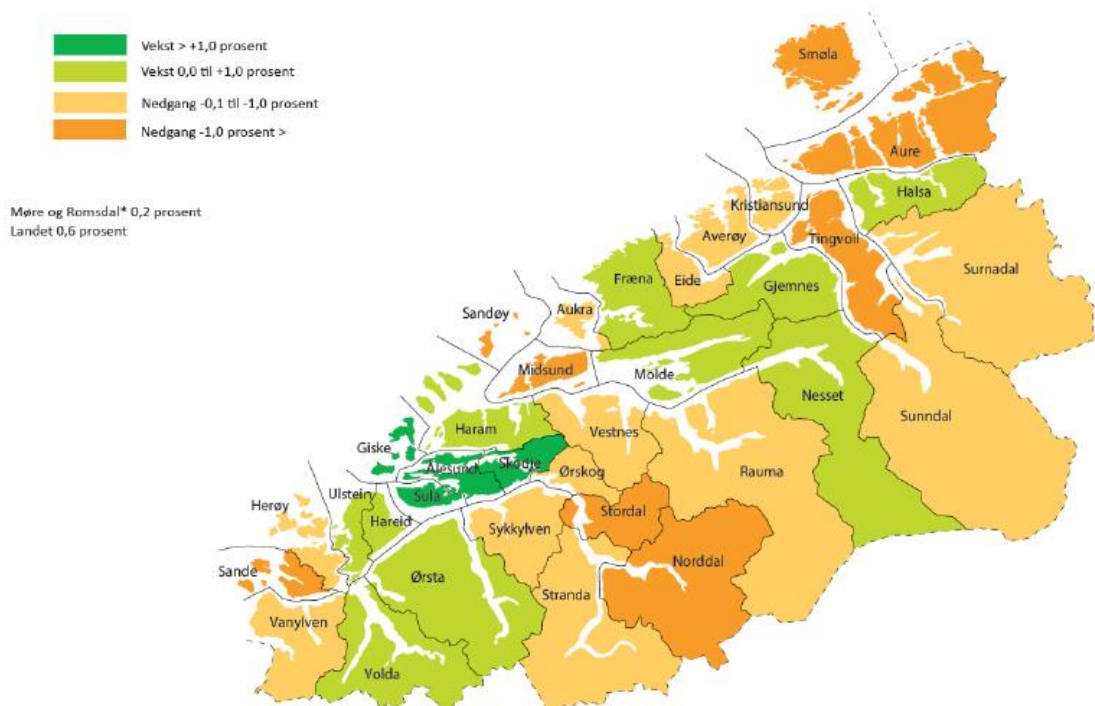 Vekst > +1,0 prosent
Vekst 0,0 til +1,0 prosent
Nedgang -0,1 til -1,0 prosent
Nedgang -1,0 prosent >
Møre og Romsdal* 0,2 prosent
Landet 0,6 prosent
Smøla
Aure
Halsa
Kristiansund
Averøy
Tingvoll
Surnadal
Fræna
Eide
Gjemnes
Sandøy
Aukra
Midsund
Molde
Nesset
Sunndal
Haram
Vestnes
Giske
Ålesund
Skodje
Ørskog
Rauma
Sula
Ulstein
Herøy
Hareid
Stordal
Sykkylven
Norddal
Sande
Ørsta
Stranda
Vanylven
Volda